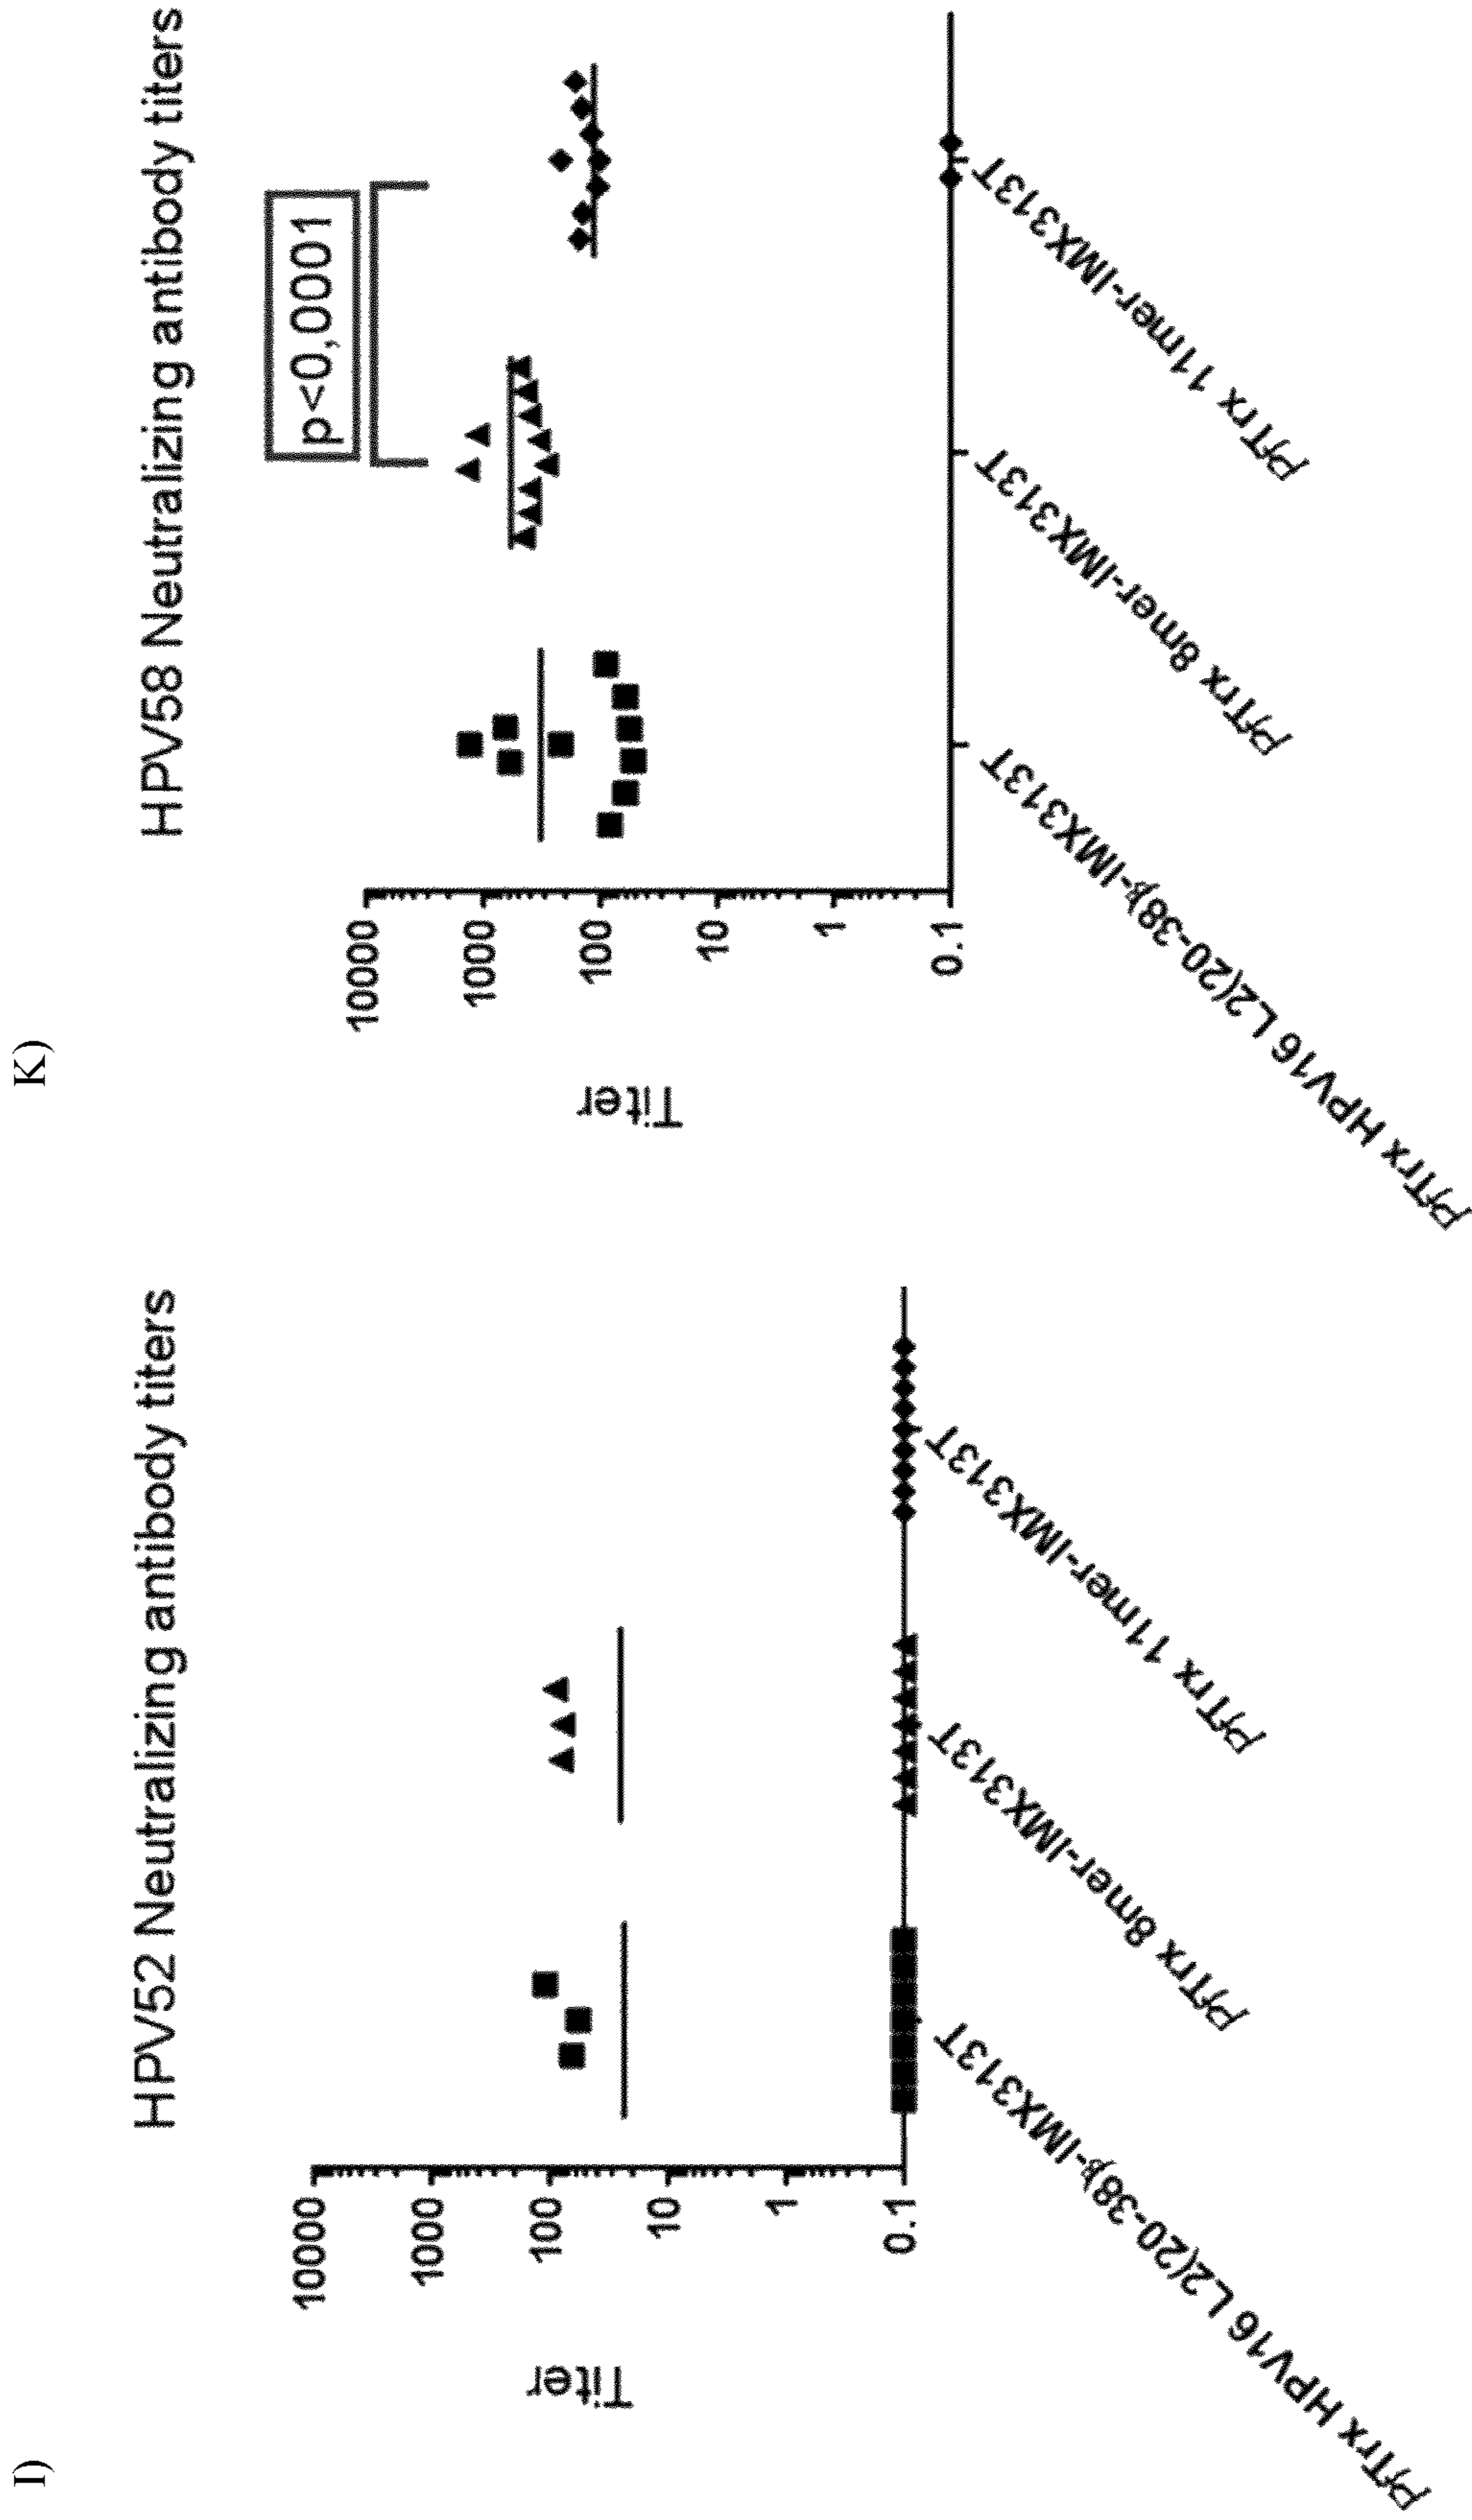 I)
HPV52 Neutralizing antibody titers
Titer
10000
1000
100
10
1
0.1
PfTrx HPV16 L2(20-38)3-IMX313T
PfTrx 8mer-IMX313T
PfTrx 11mer-IMX313T
K)
HPV58 Neutralizing antibody titers
p<0,0001
Titer
10000
1000
100
10
1
0.1
PfTrx HPV16 L2(20-38)3-IMX313T
PfTrx 8mer-IMX313T
PfTrx 11mer-IMX313T